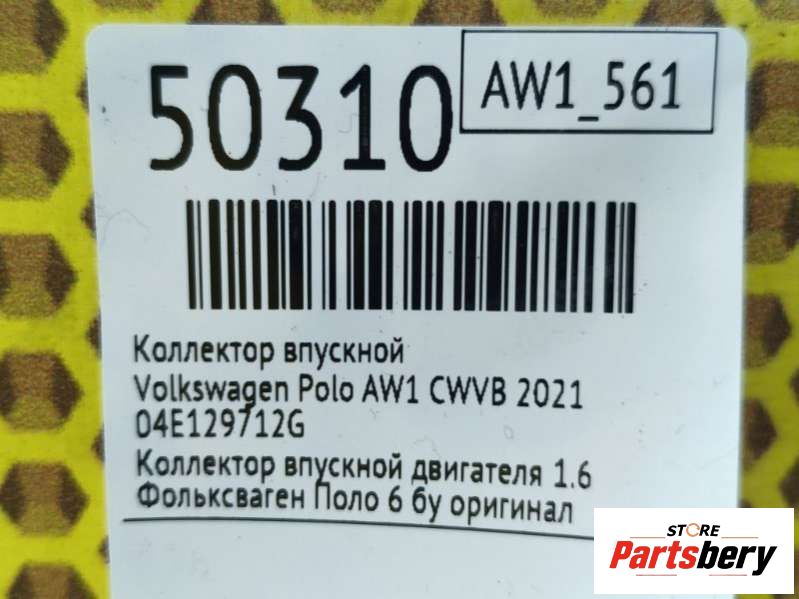 50310
AW1_561
Коллектор впускной
Volkswagen Polo AW1 CWVB 2021
04E129712G
Коллектор впускной двигателя 1.6
Фольксваген Поло 6 бу оригинал
STORE
Partsbery